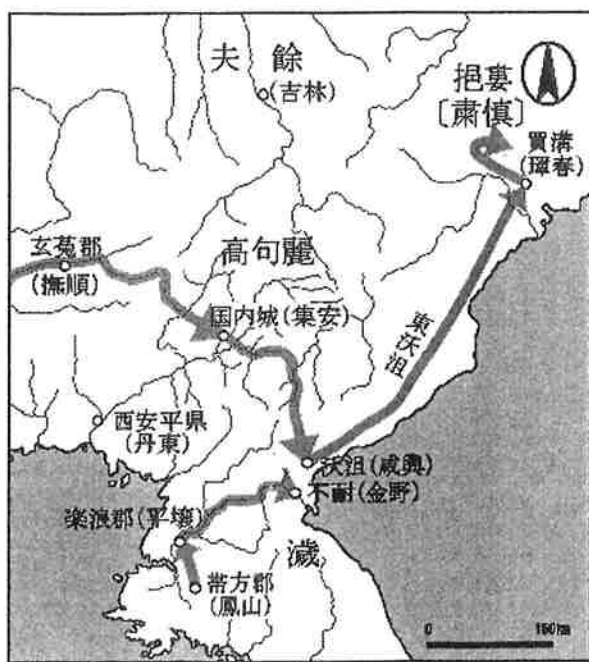 夫餘
(吉林)
挹婁
〔粛慎〕
買溝
(琿春)
玄菟郡
(撫順)
高句麗
国内城(集安)
東沃沮
西安平県
(丹東)
沃沮(咸興)
不耐(金野)
楽浪郡(平壌)
濊
帯方郡
(鳳山)
0 150km